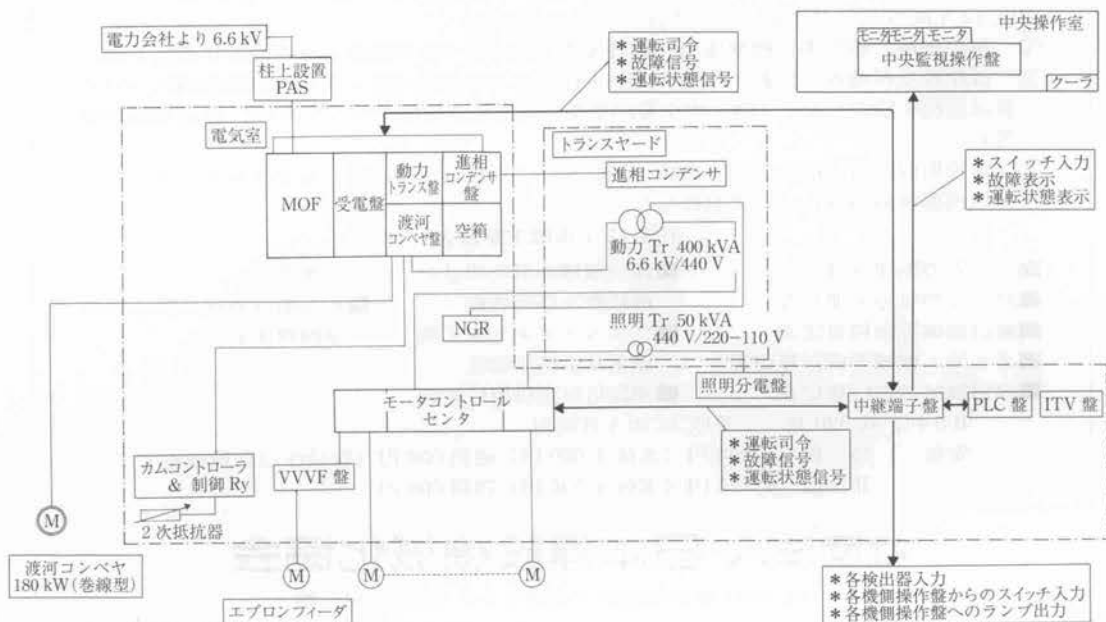 電力会社より 6.6 kV
柱上設置
PAS
電気室
MOF
受電盤
動力
トランス盤
進相
コンデンサ
盤
渡河
コンベヤ盤
空箱
＊運転司令
＊故障信号
＊運転状態信号
トランスヤード
進相コンデンサ
動力 Tr 400 kVA
6.6 kV/440 V
NGR
照明 Tr 50 kVA
440 V/220−110 V
照明分電盤
中央操作室
モニタ
モニタ
モニタ
中央監視操作盤
クーラ
＊スイッチ入力
＊故障表示
＊運転状態表示
モータコントロール
センタ
中継端子盤
PLC 盤
ITV 盤
＊運転司令
＊故障信号
＊運転状態信号
カムコントローラ
& 制御 Ry
VVVF 盤
2 次抵抗器
M
渡河コンベヤ
180 kW (巻線型)
M
M
M
エプロンフィーダ
＊各検出器入力
＊各機側操作盤からのスイッチ入力
＊各機側操作盤へのランプ出力